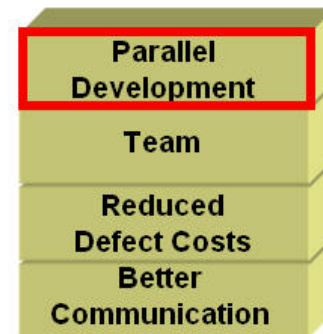 Parallel
Development
Team
Reduced
Defect Costs
Better
Communication